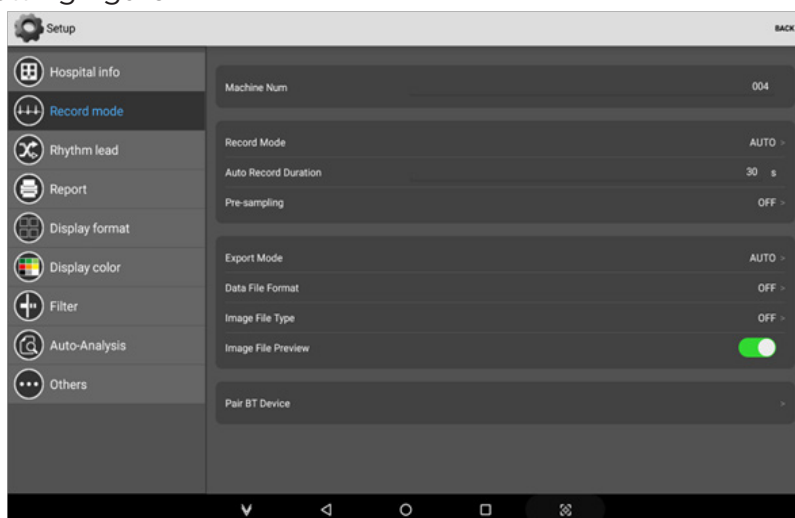 Setup
BACK
Hospital info
Record mode
Rhythm lead
Report
Display format
Display color
Filter
Auto-Analysis
Others
Machine Num 004
Record Mode AUTO >
Auto Record Duration 30 s
Pre-sampling OFF >
Export Mode AUTO >
Data File Format OFF >
Image File Type OFF >
Image File Preview
Pair BT Device >